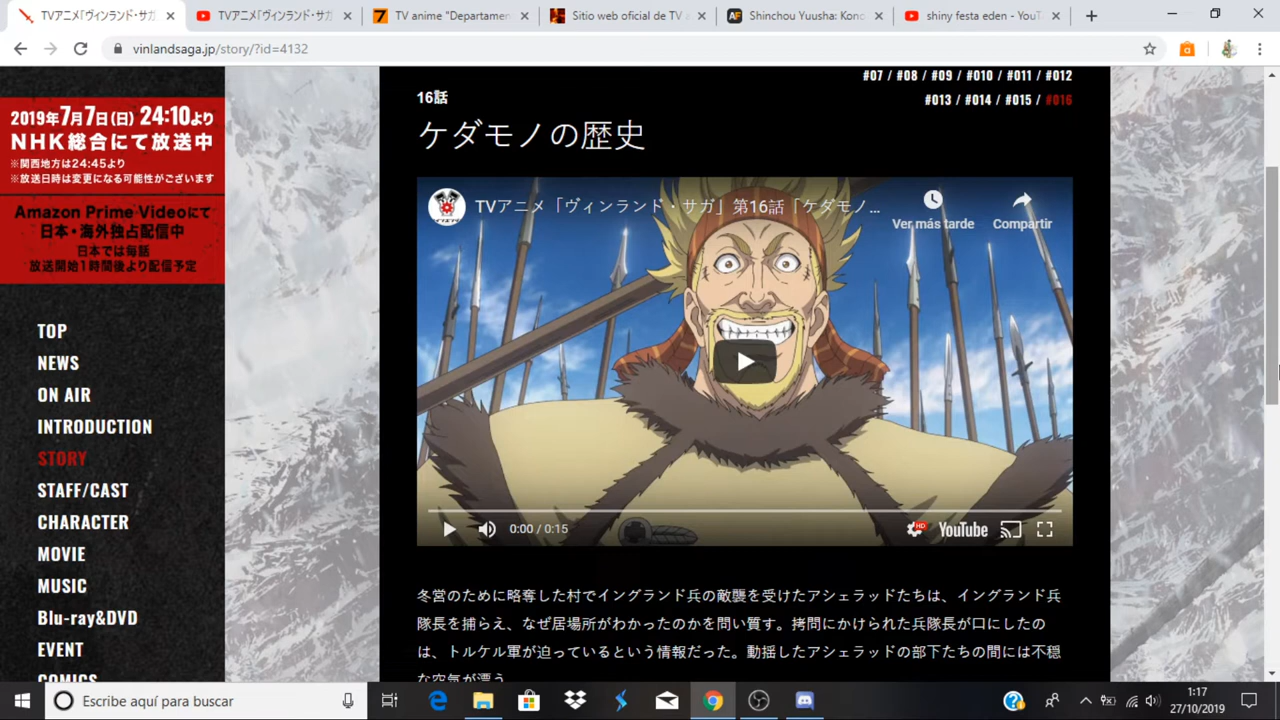 TVアニメ「ヴィンランド・サガ
TVアニメ「ヴィンランド・サガ
TV anime "Departamen
Sitio web oficial de TV a
Shinchou Yuusha: Kono
shiny festa eden - YouT
vinlandsaga.jp/story/?id=4132
2019年7月7日(日) 24:10より
NHK総合にて放送中
※関西地方は24:45より
※放送日時は変更になる可能性がございます
Amazon Prime Videoにて
日本・海外独占配信中
日本では毎話
放送開始1時間後より配信予定
TOP
NEWS
ON AIR
INTRODUCTION
STORY
STAFF/CAST
CHARACTER
MOVIE
MUSIC
Blu-ray&DVD
EVENT
COMICS
#07 / #08 / #09 / #010 / #011 / #012
#013 / #014 / #015 / #016
16話
ケダモノの歴史
TVアニメ「ヴィンランド・サガ」第16話「ケダモノ...
Ver más tarde
Compartir
0:00 / 0:15
HD
YouTube
冬営のために略奪した村でイングランド兵の敵襲を受けたアシェラッドたちは、イングランド兵
隊長を捕らえ、なぜ居場所がわかったのかを問い質す。拷問にかけられた兵隊長が口にしたの
は、トルケル軍が迫っているという情報だった。動揺したアシェラッドの部下たちの間には不穏
な空気が漂う
Escribe aquí para buscar
1:17
27/10/2019